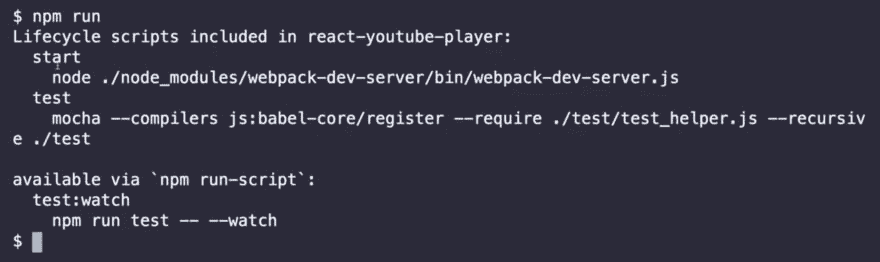 $ npm run
Lifecycle scripts included in react-youtube-player:
  start
    node ./node_modules/webpack-dev-server/bin/webpack-dev-server.js
  test
    mocha --compilers js:babel-core/register --require ./test/test_helper.js --recursiv
e ./test

available via `npm run-script`:
  test:watch
    npm run test -- --watch
$